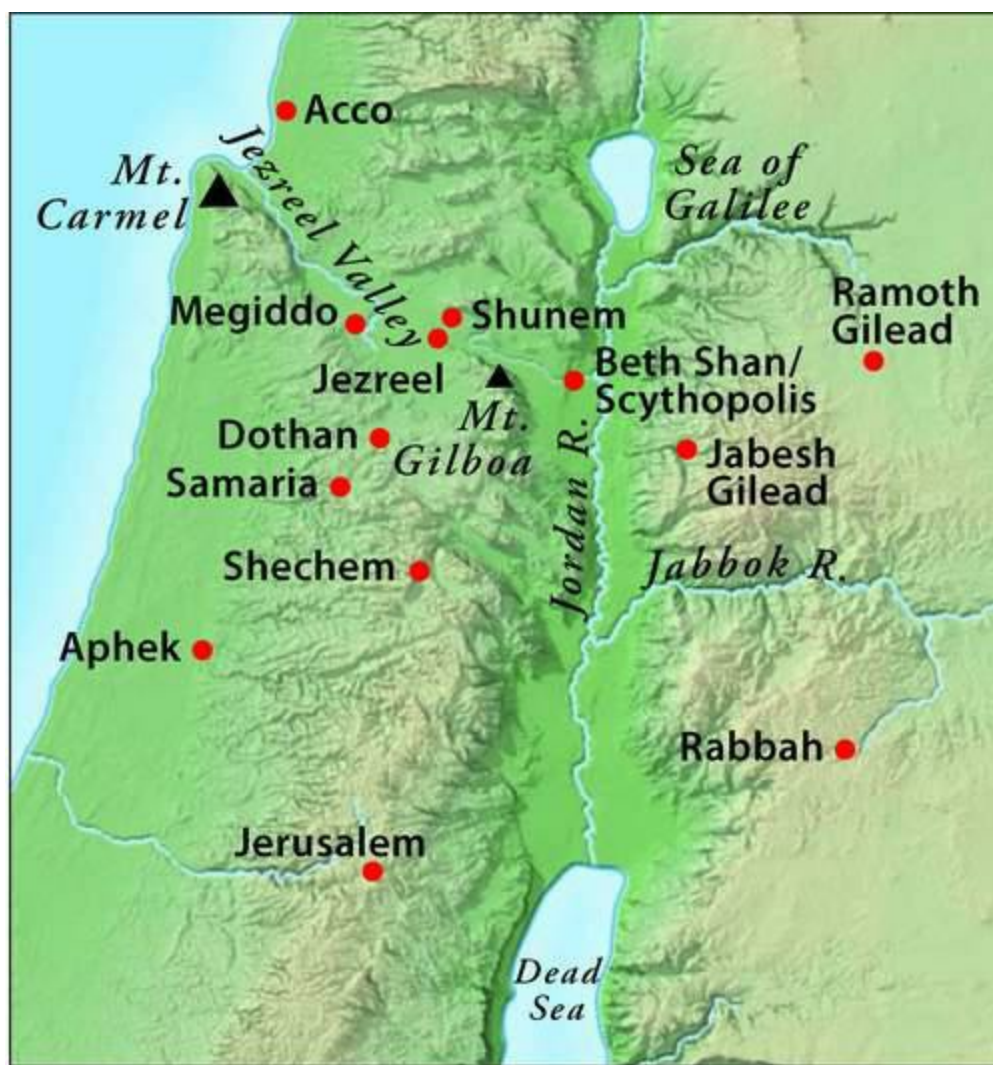 Acco
Jezreel Valley
Mt.
Carmel
Sea of
Galilee
Megiddo
Shunem
Ramoth
Gilead
Jezreel
Beth Shan/
Scythopolis
Mt.
Gilboa
Dothan
Samaria
Jordan R.
Jabesh
Gilead
Shechem
Jabbok R.
Aphek
Rabbah
Jerusalem
Dead
Sea